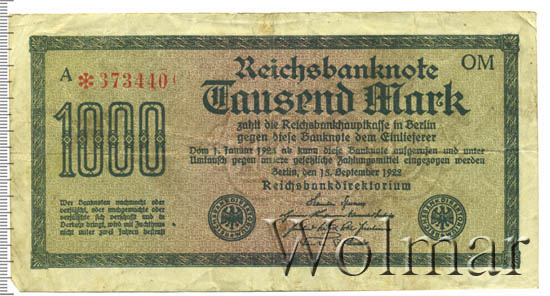 Reichsbanknote
OM
A *373440
Tausend Mark
1000
zahlt die Reichsbankhauptkasse in Berlin
gegen diese Banknote dem Einlieferer
Vom 1. Januar 1923 ab kann diese Banknote aufgerufen und unter
Umtausch gegen andere gesetzliche Zahlungsmittel eingezogen werden
Berlin, den 15. September 1922
Reichsbankdirektorium
Wer Banknoten nachmacht oder
verfälscht, oder nachgemachte oder
verfälschte sich verschafft und in
Verkehr bringt, wird mit Zuchthaus
nicht unter zwei Jahren bestraft
Wolmar